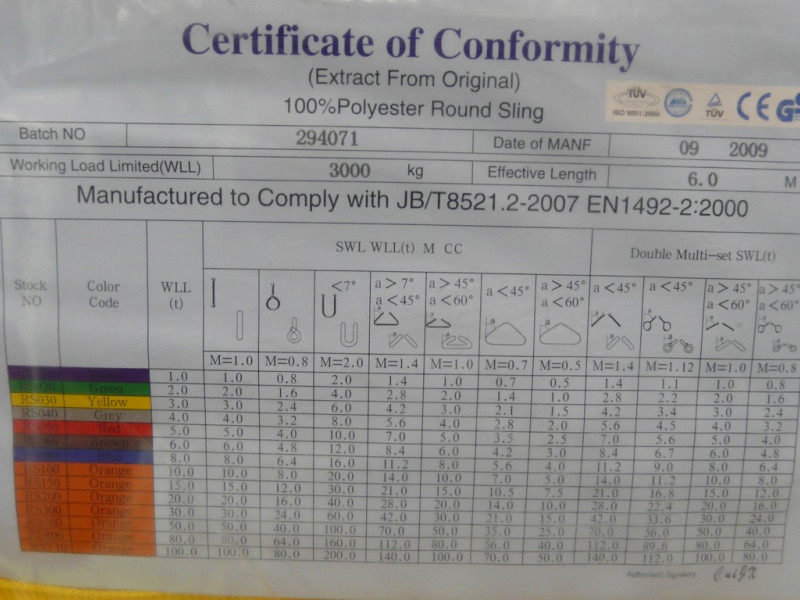 Certificate of Conformity
(Extract From Original)
100%Polyester Round Sling
TÜV ISO 9001:2000 TÜV CE GS
Batch NO 294071 Date of MANF 09 2009
Working Load Limited(WLL) 3000 kg Effective Length 6.0 M
Manufactured to Comply with JB/T8521.2-2007 EN1492-2:2000
Stock NO Color Code WLL (t) SWL WLL(t) M CC Double Multi-set SWL(t)
<7° a>7° a<45° a>45° a<60° a<45° a>45° a<60° a<45° a<45° a>45° a<60° a>45° a<60°
M=1.0 M=0.8 M=2.0 M=1.4 M=1.0 M=0.7 M=0.5 M=1.4 M=1.12 M=1.0 M=0.8
1.0 1.0 0.8 2.0 1.4 1.0 0.7 0.5 1.4 1.1 1.0 0.8
RS020 Green 2.0 2.0 1.6 4.0 2.8 2.0 1.4 1.0 2.8 2.2 2.0 1.6
RS030 Yellow 3.0 3.0 2.4 6.0 4.2 3.0 2.1 1.5 4.2 3.4 3.0 2.4
RS040 Grey 4.0 4.0 3.2 8.0 5.6 4.0 2.8 2.0 5.6 4.5 4.0 3.2
Red 5.0 5.0 4.0 10.0 7.0 5.0 3.5 2.5 7.0 5.6 5.0 4.0
Brown 6.0 6.0 4.8 12.0 8.4 6.0 4.2 3.0 8.4 6.7 6.0 4.8
Blue 8.0 8.0 6.4 16.0 11.2 8.0 5.6 4.0 11.2 9.0 8.0 6.4
RS100 Orange 10.0 10.0 8.0 20.0 14.0 10.0 7.0 5.0 14.0 11.2 10.0 8.0
RS150 Orange 15.0 15.0 12.0 30.0 21.0 15.0 10.5 7.5 21.0 16.8 15.0 12.0
RS200 Orange 20.0 20.0 16.0 40.0 28.0 20.0 14.0 10.0 28.0 22.4 20.0 16.0
RS300 Orange 30.0 30.0 24.0 60.0 42.0 30.0 21.0 15.0 42.0 33.6 30.0 24.0
Orange 50.0 50.0 40.0 100.0 70.0 50.0 35.0 25.0 70.0 56.0 50.0 40.0
Orange 80.0 80.0 64.0 160.0 112.0 80.0 56.0 40.0 112.0 89.6 80.0 64.0
Orange 100.0 100.0 80.0 200.0 140.0 100.0 70.0 50.0 140.0 112.0 100.0 80.0
Authorised Signature